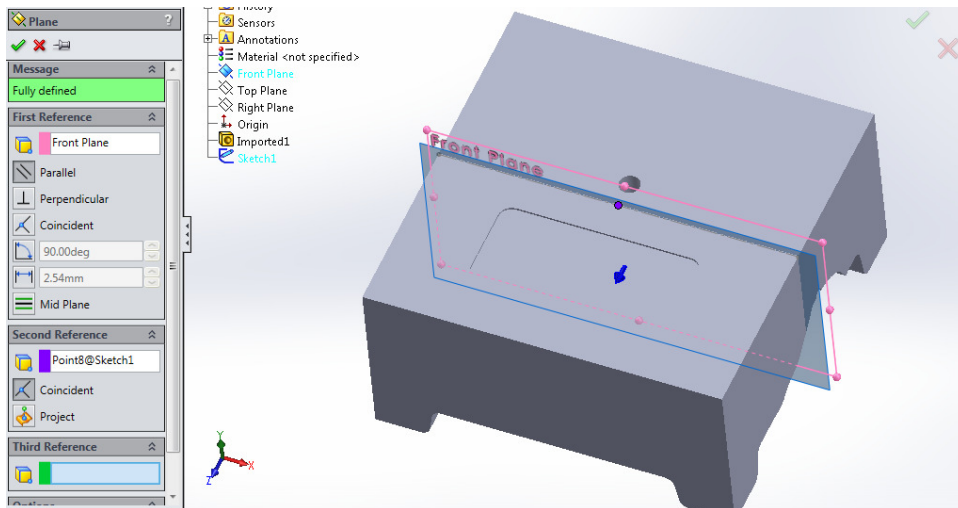 Plane
?
Message
Fully defined
First Reference
Front Plane
Parallel
Perpendicular
Coincident
90.00deg
2.54mm
Mid Plane
Second Reference
Point8@Sketch1
Coincident
Project
Third Reference
Options
History
Sensors
A Annotations
Material <not specified>
Front Plane
Top Plane
Right Plane
Origin
Imported1
Sketch1
Front Plane
Y
X
Z